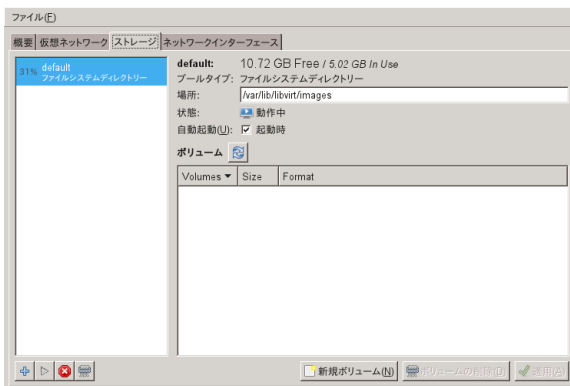 ファイル(F)
概要 仮想ネットワーク ストレージ ネットワークインターフェース
31% default
ファイルシステムディレクトリー
default: 10.72 GB Free / 5.02 GB In Use
プールタイプ: ファイルシステムディレクトリー
場所: /var/lib/libvirt/images
状態: 動作中
自動起動(U): 起動時
ボリューム
Volumes Size Format
新規ボリューム(N) ボリュームの削除(D) 適用(A)